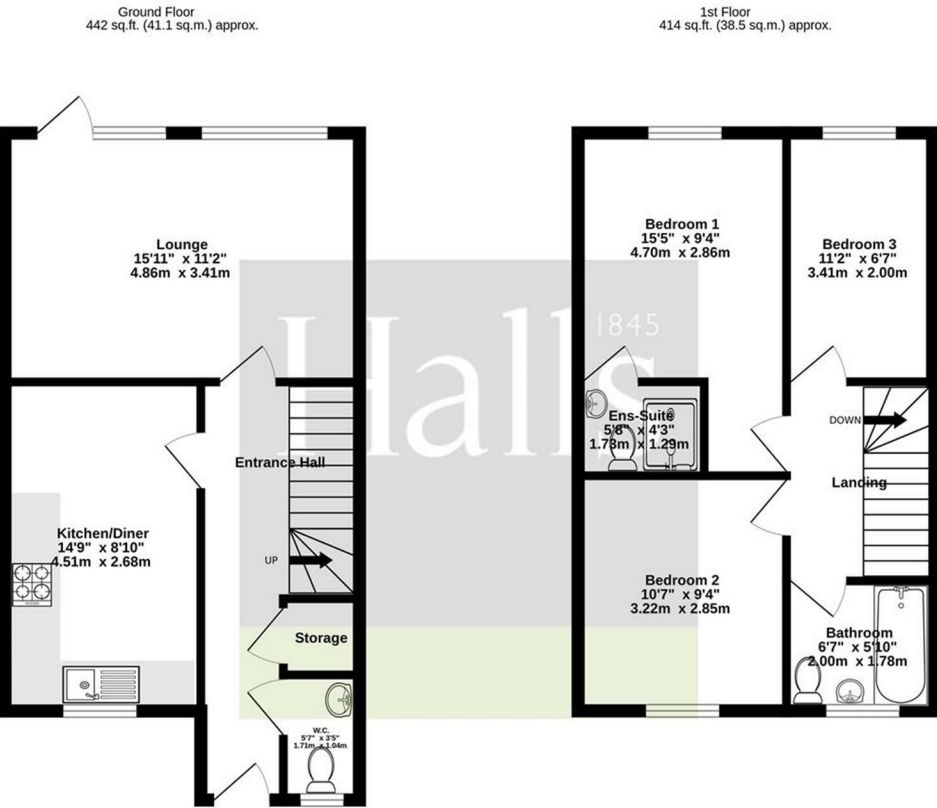 Ground Floor
442 sq.ft. (41.1 sq.m.) approx.
1st Floor
414 sq.ft. (38.5 sq.m.) approx.
Lounge
15'11" x 11'2"
4.86m x 3.41m
Kitchen/Diner
14'9" x 8'10"
4.51m x 2.68m
Entrance Hall
UP
Storage
W.C.
5'7" x 3'5"
1.71m x 1.04m
Halls
1845
Bedroom 1
15'5" x 9'4"
4.70m x 2.86m
Bedroom 3
11'2" x 6'7"
3.41m x 2.00m
Ens-Suite
5'8" x 4'3"
1.73m x 1.29m
DOWN
Landing
Bedroom 2
10'7" x 9'4"
3.22m x 2.85m
Bathroom
6'7" x 5'10"
2.00m x 1.78m